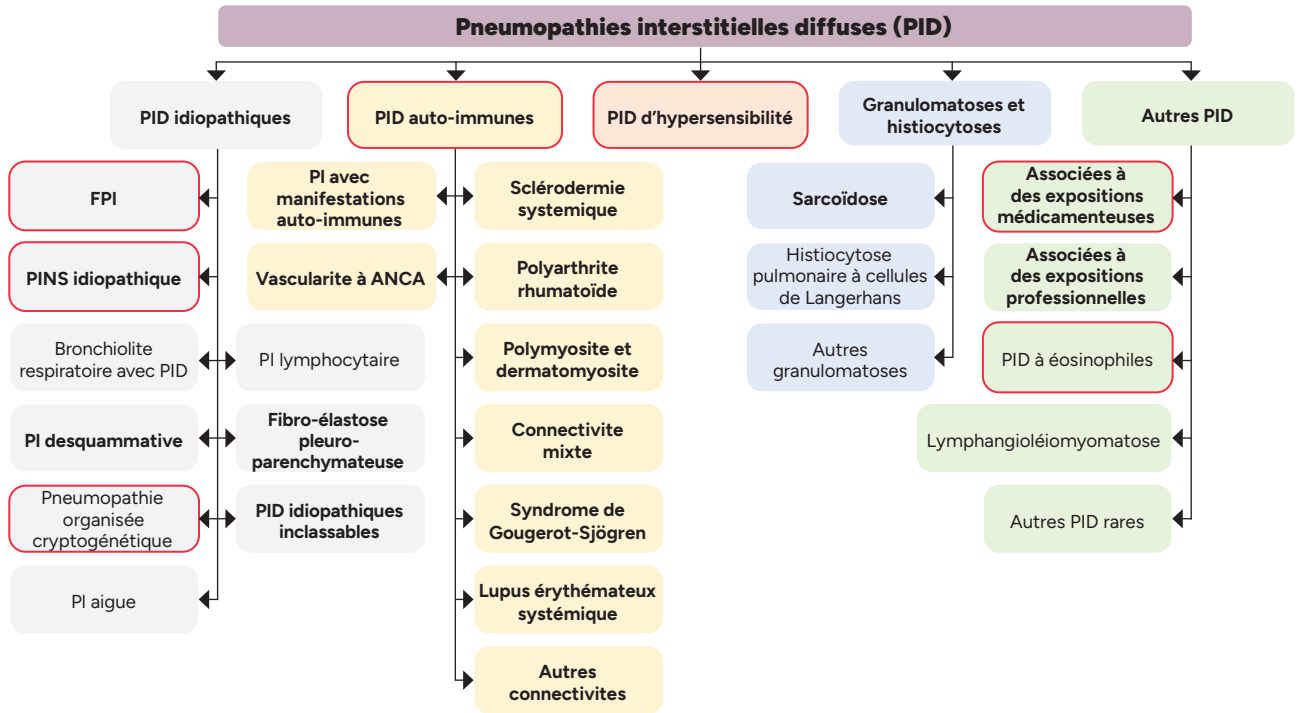 Pneumopathies interstitielles diffuses (PID)
PID idiopathiques
PID auto-immunes
PID d'hypersensibilité
Granulomatoses et
histiocytoses
Autres PID
FPI
PINS idiopathique
Bronchiolite
respiratoire avec PID
PI lymphocytaire
PI desquammative
Fibro-élastose
pleuro-
parenchymateuse
Pneumopathie
organisée
cryptogénétique
PID idiopathiques
inclassables
PI aigue
PI avec
manifestations
auto-immunes
Sclérodermie
systemique
Vascularite à ANCA
Polyarthrite
rhumatoïde
Polymyosite et
dermatomyosite
Connectivite
mixte
Syndrome de
Gougerot-Sjögren
Lupus érythémateux
systémique
Autres
connectivites
Sarcoïdose
Histiocytose
pulmonaire à cellules
de Langerhans
Autres
granulomatoses
Associées à
des expositions
médicamenteuses
Associées à
des expositions
professionnelles
PID à éosinophiles
Lymphangioléiomyomatose
Autres PID rares